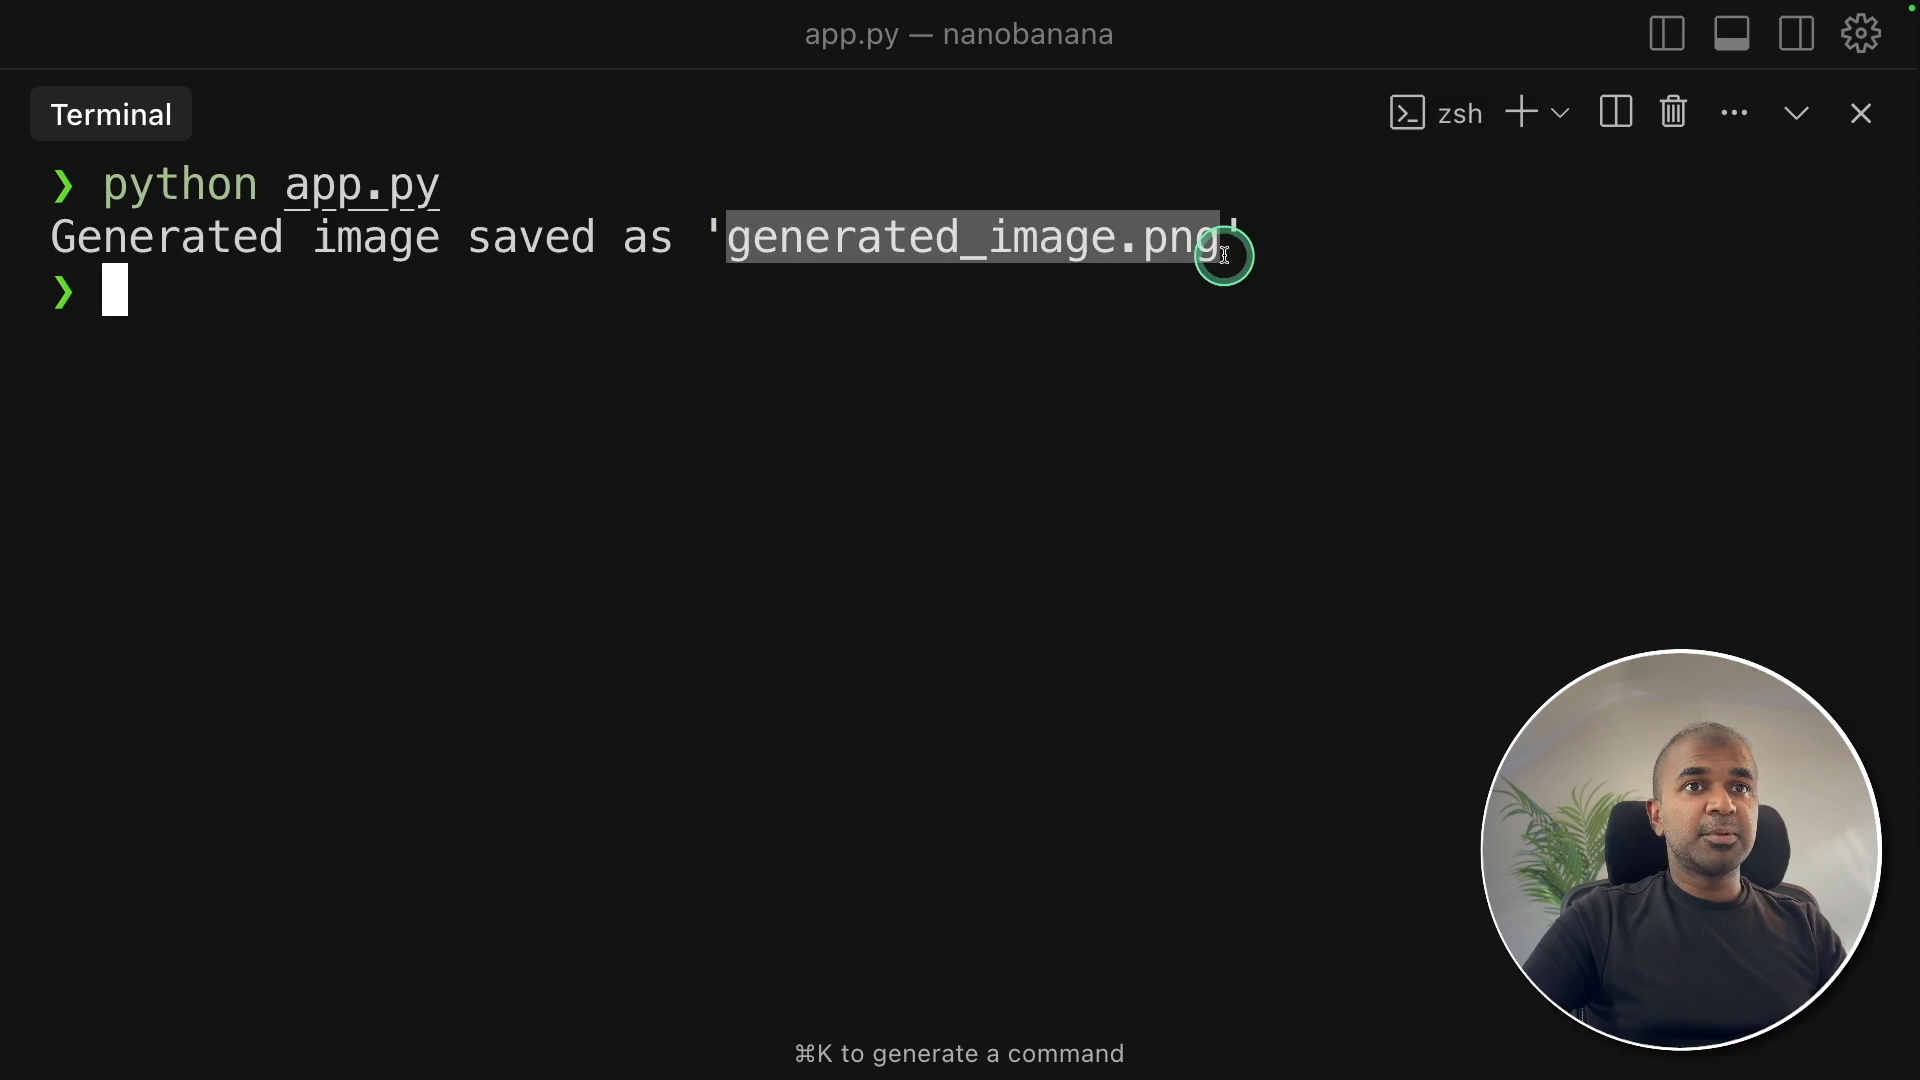 app.py — nanobanana
Terminal
zsh
❯ python app.py
Generated image saved as 'generated_image.png'
❯
⌘K to generate a command